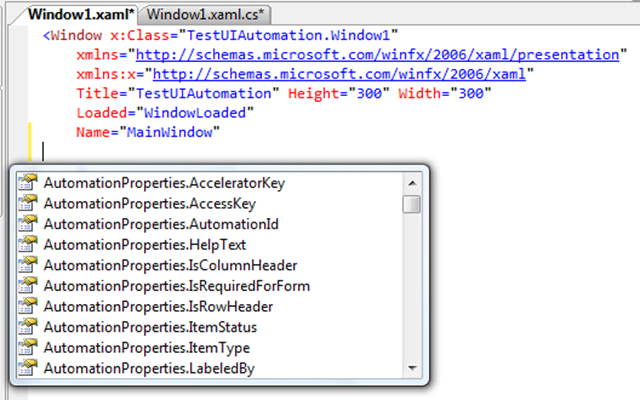 Window1.xaml* Window1.xaml.cs*
<Window x:Class="TestUIAutomation.Window1"
xmlns="http://schemas.microsoft.com/winfx/2006/xaml/presentation"
xmlns:x="http://schemas.microsoft.com/winfx/2006/xaml"
Title="TestUIAutomation" Height="300" Width="300"
Loaded="WindowLoaded"
Name="MainWindow"
AutomationProperties.AcceleratorKey
AutomationProperties.AccessKey
AutomationProperties.AutomationId
AutomationProperties.HelpText
AutomationProperties.IsColumnHeader
AutomationProperties.IsRequiredForForm
AutomationProperties.IsRowHeader
AutomationProperties.ItemStatus
AutomationProperties.ItemType
AutomationProperties.LabeledBy